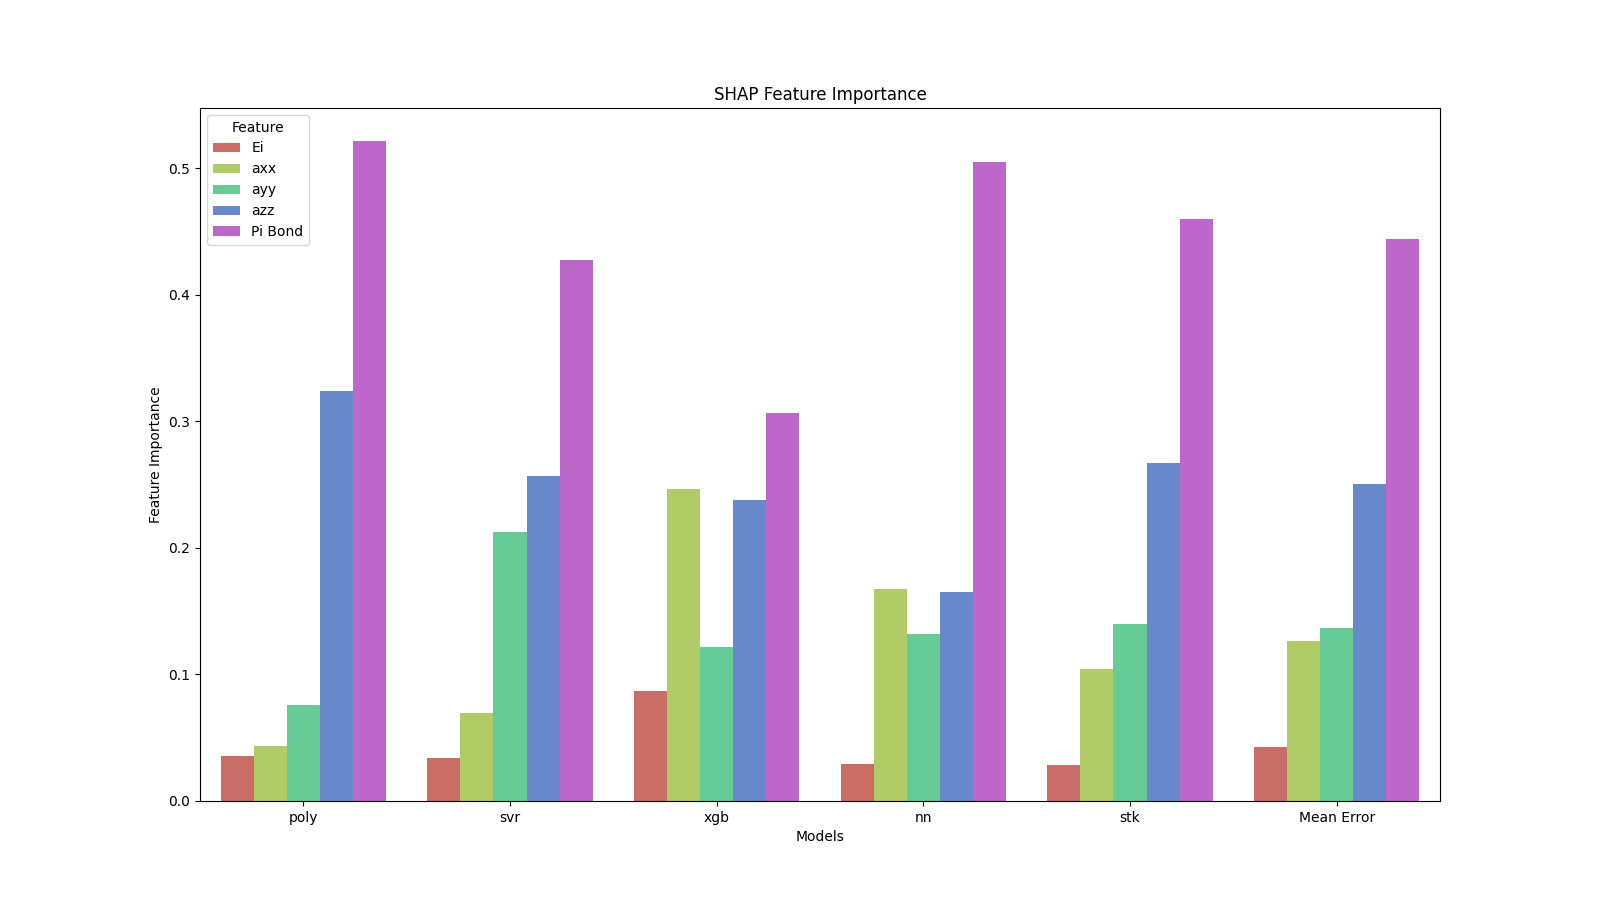 SHAP Feature Importance
Feature
Ei
axx
ayy
azz
Pi Bond
Feature Importance
0.5
0.4
0.3
0.2
0.1
0.0
poly svr xgb nn stk Mean Error
Models